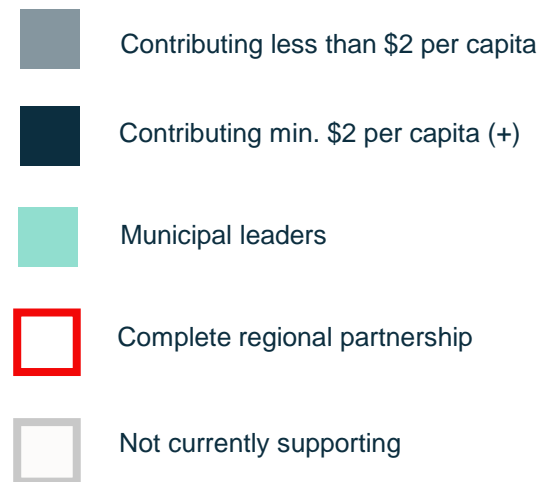 Contributing less than $2 per capita
Contributing min. $2 per capita (+)
Municipal leaders
Complete regional partnership
Not currently supporting